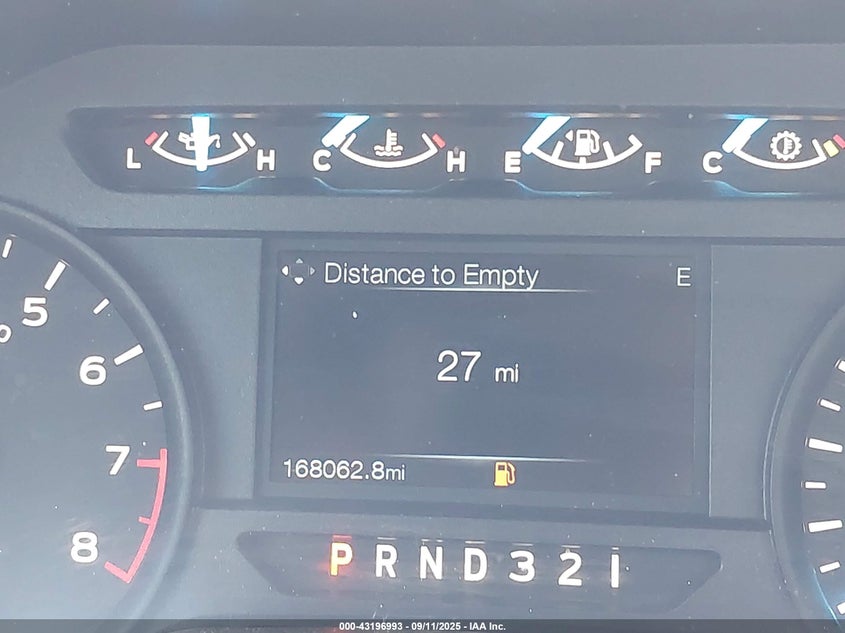 L H C H E F C
Distance to Empty E
5
6
27 mi
7
168062.8mi
8
P R N D 3 2 1
000-43196993 - 09/11/2025 - IAA Inc.